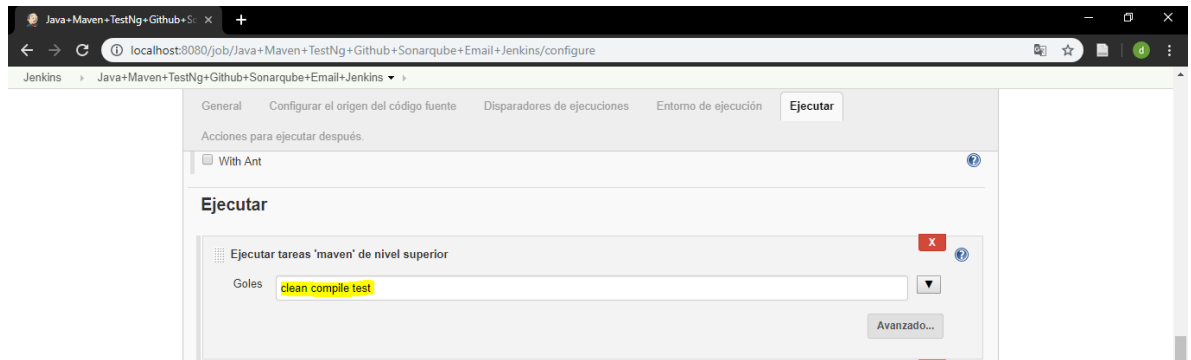 Java+Maven+TestNg+Github+So
localhost:8080/job/Java+Maven+TestNg+Github+Sonarqube+Email+Jenkins/configure
d
Jenkins Java+Maven+TestNg+Github+Sonarqube+Email+Jenkins
General Configurar el origen del código fuente Disparadores de ejecuciones Entorno de ejecución Ejecutar
Acciones para ejecutar después.
With Ant
Ejecutar
X
Ejecutar tareas 'maven' de nivel superior
Goles clean compile test
Avanzado...